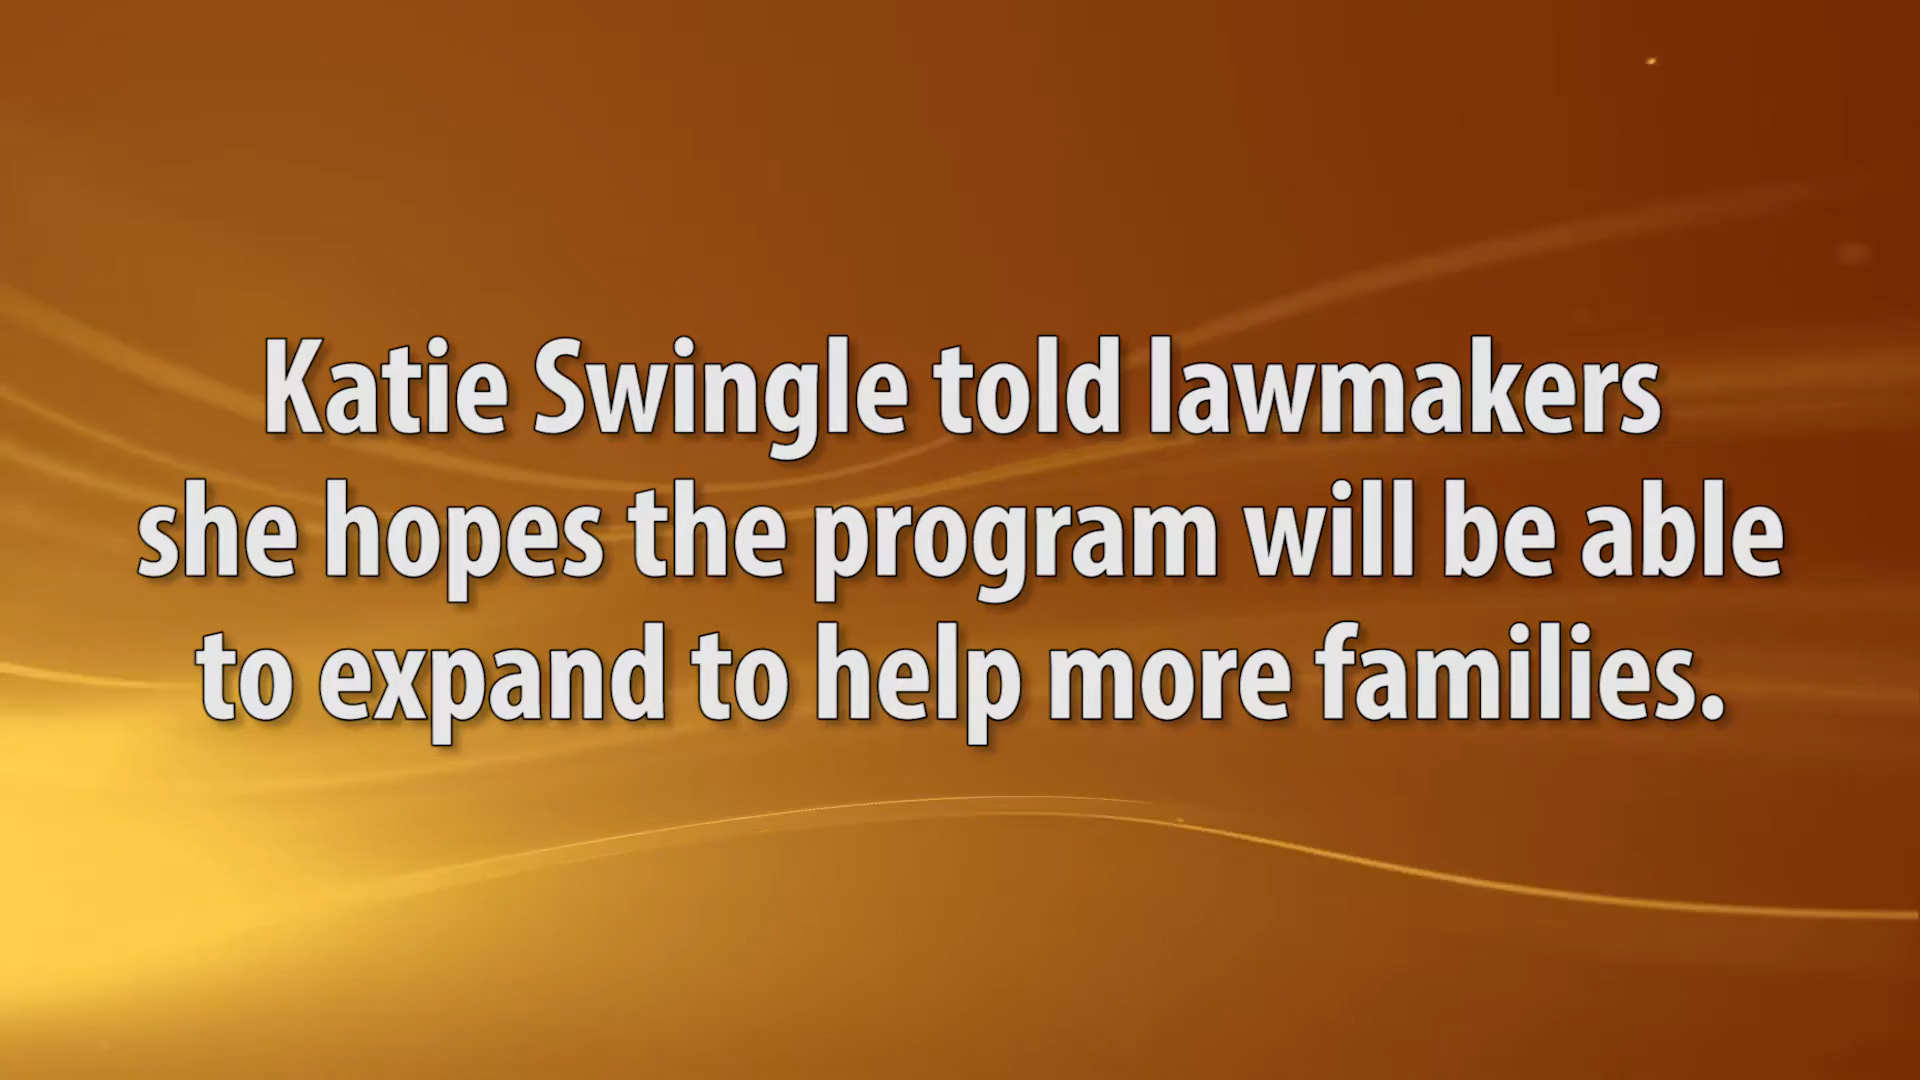 Katie Swingle told lawmakers
she hopes the program will be able
to expand to help more families.